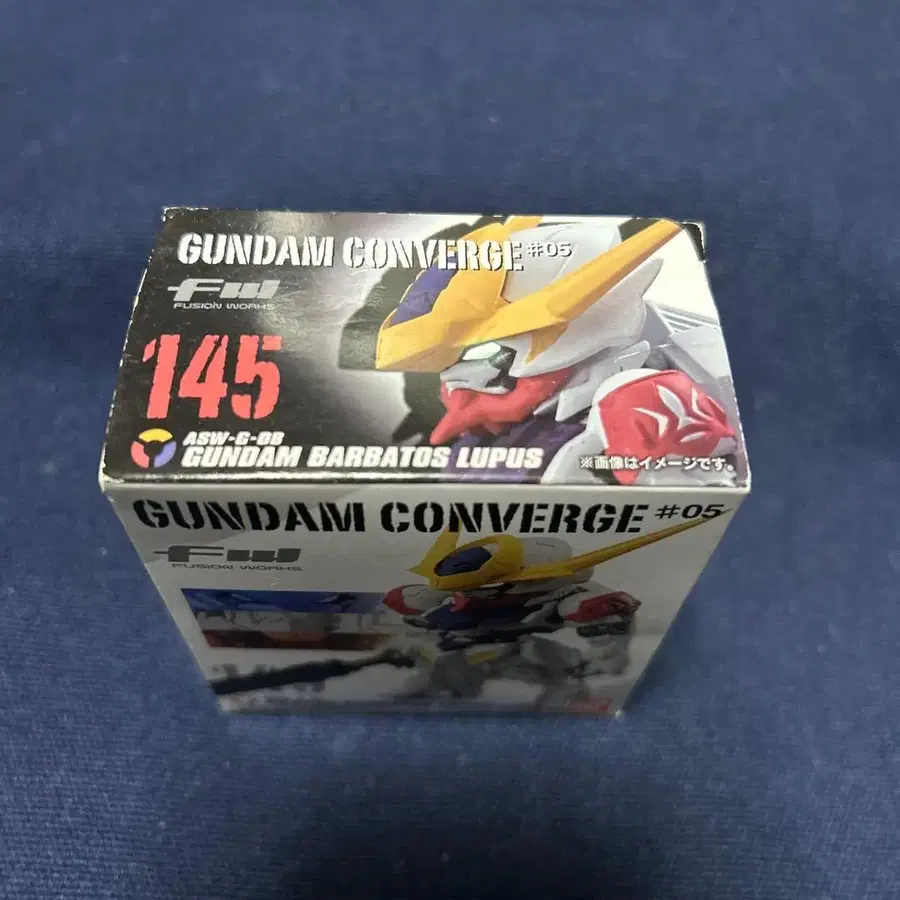 GUNDAM CONVERGE #05
FW
FUSION WORKS
145
ASW-G-08
GUNDAM BARBATOS LUPUS
※画像はイメージです。
GUNDAM CONVERGE #05
FW
FUSION WORKS